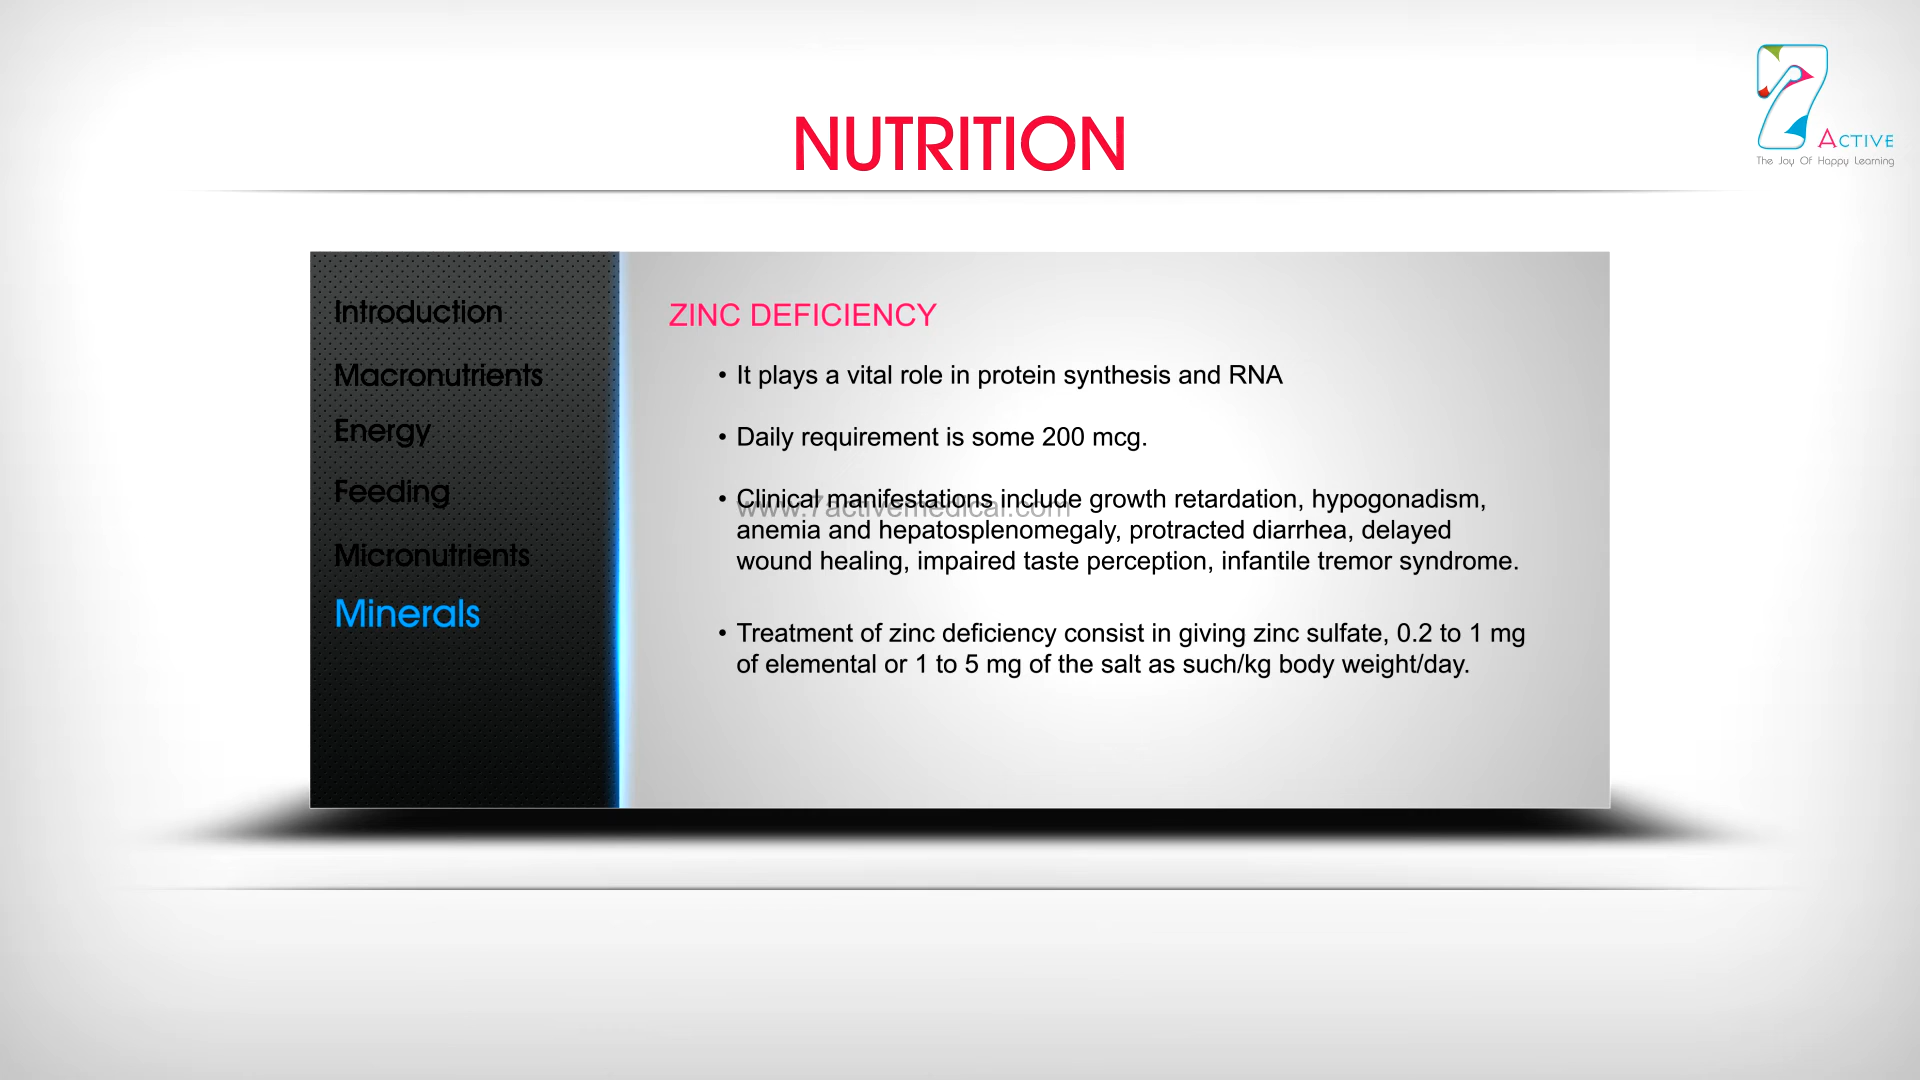 NUTRITION
7
ACTIVE
The Joy Of Happy Learning
Introduction
Macronutrients
Energy
Feeding
Micronutrients
Minerals
ZINC DEFICIENCY
• It plays a vital role in protein synthesis and RNA
• Daily requirement is some 200 mcg.
• Clinical manifestations include growth retardation, hypogonadism,
anemia and hepatosplenomegaly, protracted diarrhea, delayed
wound healing, impaired taste perception, infantile tremor syndrome.
www.7activemedical.com
• Treatment of zinc deficiency consist in giving zinc sulfate, 0.2 to 1 mg
of elemental or 1 to 5 mg of the salt as such/kg body weight/day.